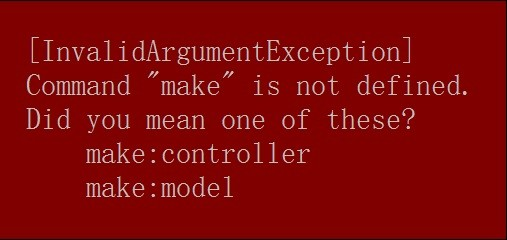 [InvalidArgumentException]
Command "make" is not defined.
Did you mean one of these?
make:controller
make:model